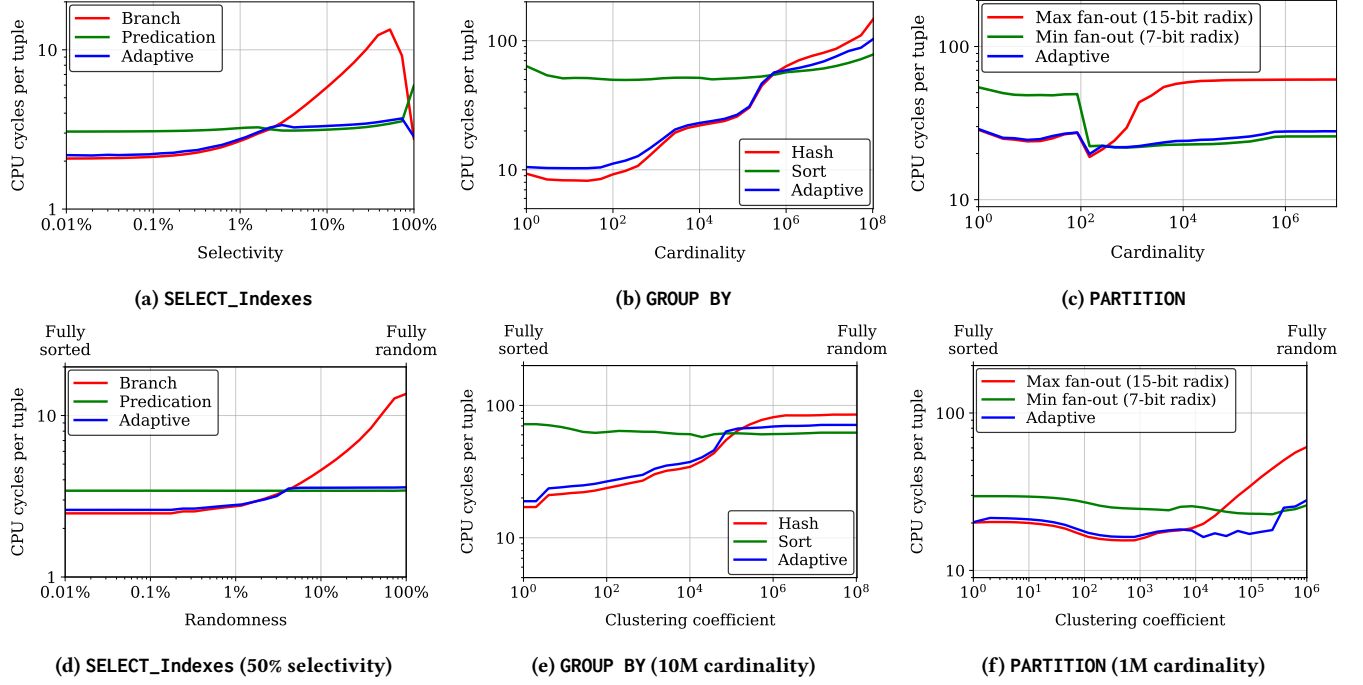 CPU cycles per tuple
10
1
Branch
Predication
Adaptive
0.01%
0.1%
1%
10%
100%
Selectivity
(a) SELECT_Indexes
CPU cycles per tuple
100
10
Hash
Sort
Adaptive
10^0
10^2
10^4
10^6
10^8
Cardinality
(b) GROUP BY
CPU cycles per tuple
100
10
Max fan-out (15-bit radix)
Min fan-out (7-bit radix)
Adaptive
10^0
10^2
10^4
10^6
Cardinality
(c) PARTITION
Fully
sorted
Fully
random
CPU cycles per tuple
10
1
Branch
Predication
Adaptive
0.01%
0.1%
1%
10%
100%
Randomness
(d) SELECT_Indexes (50% selectivity)
Fully
sorted
Fully
random
CPU cycles per tuple
100
10
Hash
Sort
Adaptive
10^0
10^2
10^4
10^6
10^8
Clustering coefficient
(e) GROUP BY (10M cardinality)
Fully
sorted
Fully
random
CPU cycles per tuple
100
10
Max fan-out (15-bit radix)
Min fan-out (7-bit radix)
Adaptive
10^0
10^1
10^2
10^3
10^4
10^5
10^6
Clustering coefficient
(f) PARTITION (1M cardinality)